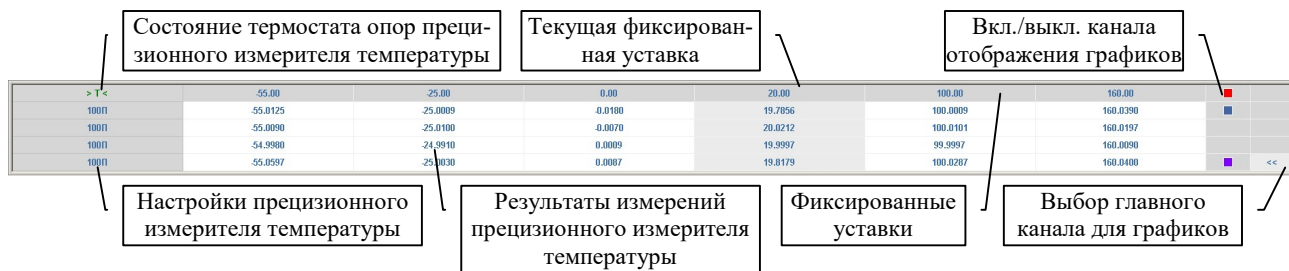 Состояние термостата опор преци-
зионного измерителя температуры
Текущая фиксирован-
ная уставка
Вкл./выкл. канала
отображения графиков
> T < -55.00 -25.00 0.00 20.00 100.00 160.00
100П -55.0125 -25.0009 -0.0180 19.7856 100.0009 160.0390
100П -55.0090 -25.0100 -0.0070 20.0212 100.0101 160.0197
100П -54.9980 -24.9910 0.0009 19.9997 99.9997 160.0090
100П -55.0597 -25.0030 0.0087 19.8179 100.0287 160.0400 <<
Настройки прецизионного
измерителя температуры
Результаты измерений
прецизионного измерителя
температуры
Фиксированные
уставки
Выбор главного
канала для графиков